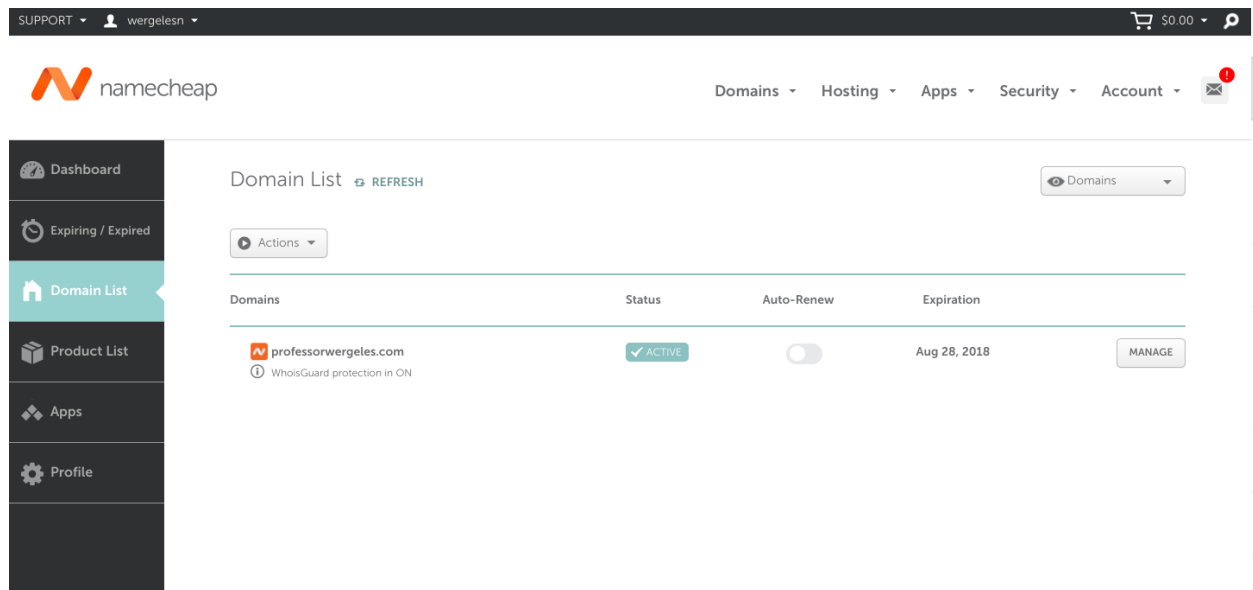 SUPPORT wergelesn $0.00
!
namecheap Domains Hosting Apps Security Account
Dashboard
Expiring / Expired
Domain List
Product List
Apps
Profile
Domain List REFRESH Domains
Actions
Domains Status Auto-Renew Expiration
professorwergeles.com ACTIVE Aug 28, 2018 MANAGE
WhoisGuard protection in ON